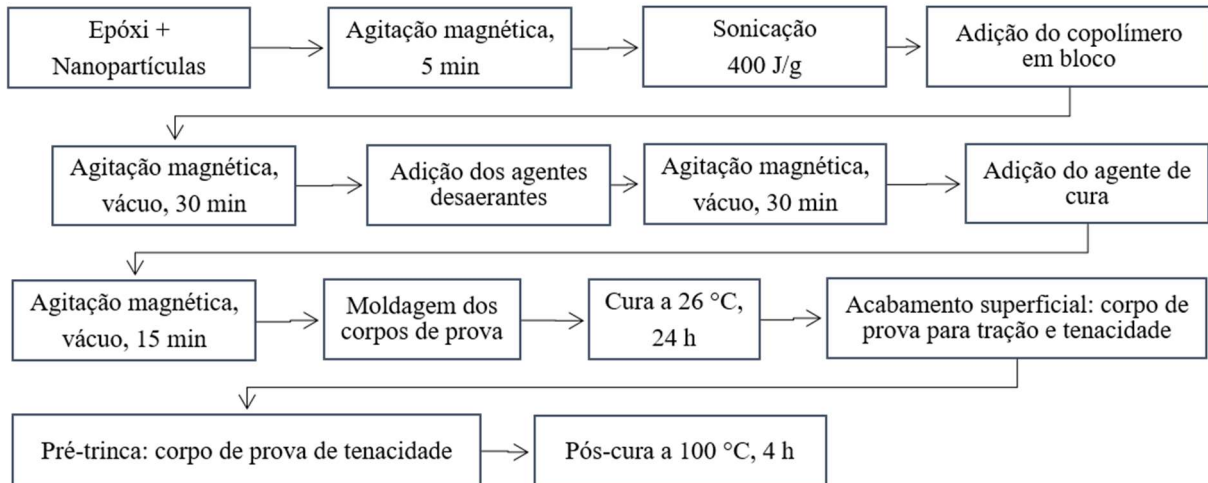 Epóxi +
Nanopartículas
Agitação magnética,
5 min
Sonicação
400 J/g
Adição do copolímero
em bloco
Agitação magnética,
vácuo, 30 min
Adição dos agentes
desaerantes
Agitação magnética,
vácuo, 30 min
Adição do agente de
cura
Agitação magnética,
vácuo, 15 min
Moldagem dos
corpos de prova
Cura a 26 °C,
24 h
Acabamento superficial: corpo de
prova para tração e tenacidade
Pré-trinca: corpo de prova de tenacidade
Pós-cura a 100 °C, 4 h